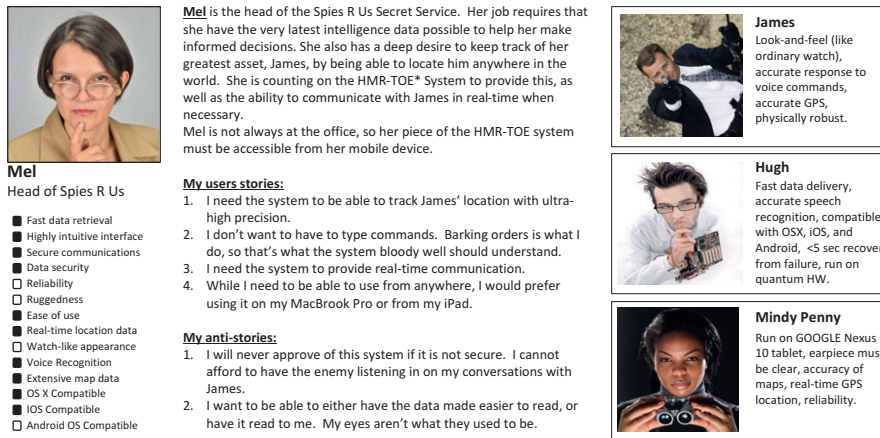 Mel
Head of Spies R Us
Fast data retrieval
Highly intuitive interface
Secure communications
Data security
Reliability
Ruggedness
Ease of use
Real-time location data
Watch-like appearance
Voice Recognition
Extensive map data
OS X Compatible
IOS Compatible
Android OS Compatible
Mel is the head of the Spies R Us Secret Service. Her job requires that
she have the very latest intelligence data possible to help her make
informed decisions. She also has a deep desire to keep track of her
greatest asset, James, by being able to locate him anywhere in the
world. She is counting on the HMR-TOE* System to provide this, as
well as the ability to communicate with James in real-time when
necessary.
Mel is not always at the office, so her piece of the HMR-TOE system
must be accessible from her mobile device.
My users stories:
1. I need the system to be able to track James’ location with ultra-
high precision.
2. I don’t want to have to type commands. Barking orders is what I
do, so that’s what the system bloody well should understand.
3. I need the system to provide real-time communication.
4. While I need to be able to use from anywhere, I would prefer
using it on my MacBrook Pro or from my iPad.
My anti-stories:
1. I will never approve of this system if it is not secure. I cannot
afford to have the enemy listening in on my conversations with
James.
2. I want to be able to either have the data made easier to read, or
have it read to me. My eyes aren’t what they used to be.
James
Look-and-feel (like
ordinary watch),
accurate response to
voice commands,
accurate GPS,
physically robust.
Hugh
Fast data delivery,
accurate speech
recognition, compatible
with OSX, iOS, and
Android, <5 sec recover
from failure, run on
quantum HW.
Mindy Penny
Run on GOOGLE Nexus
10 tablet, earpiece must
be clear, accuracy of
maps, real-time GPS
location, reliability.